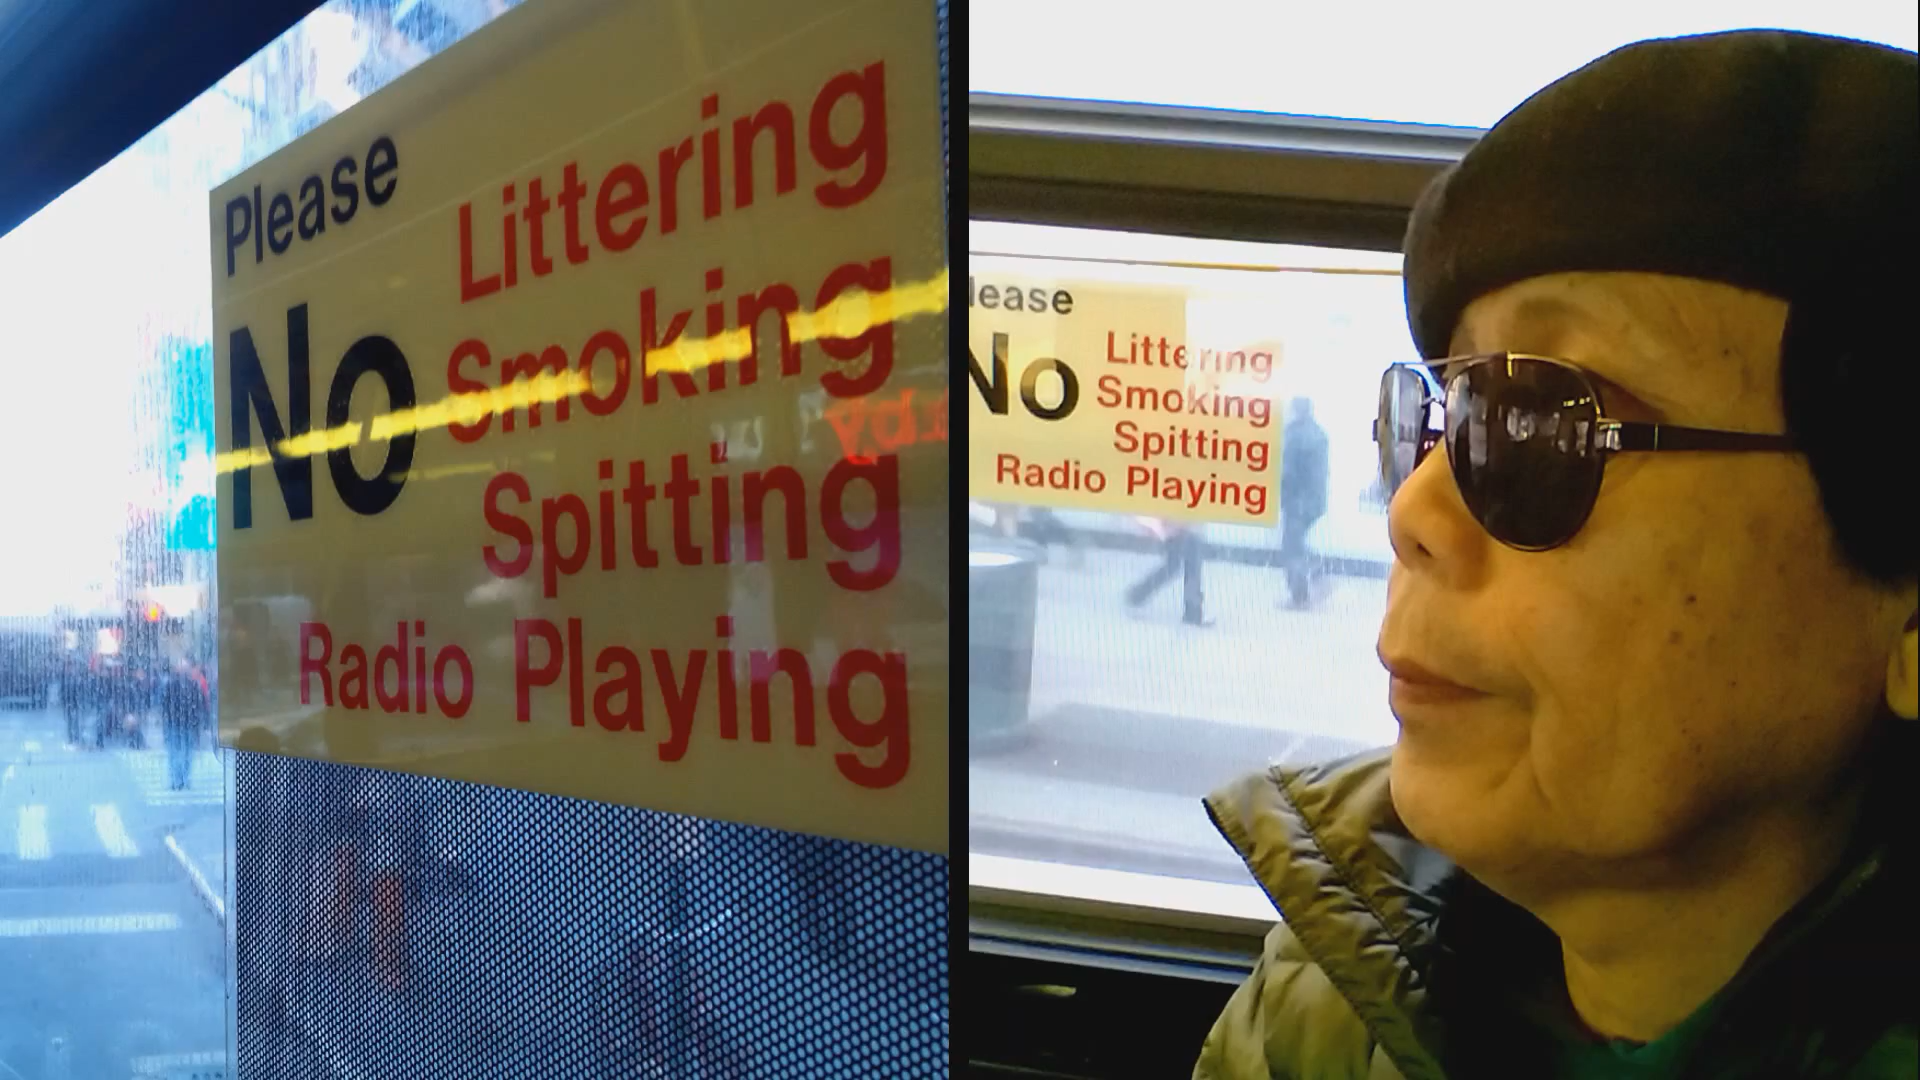 Please
No
Littering
Smoking
Spitting
Radio Playing
lease
No
Littering
Smoking
Spitting
Radio Playing